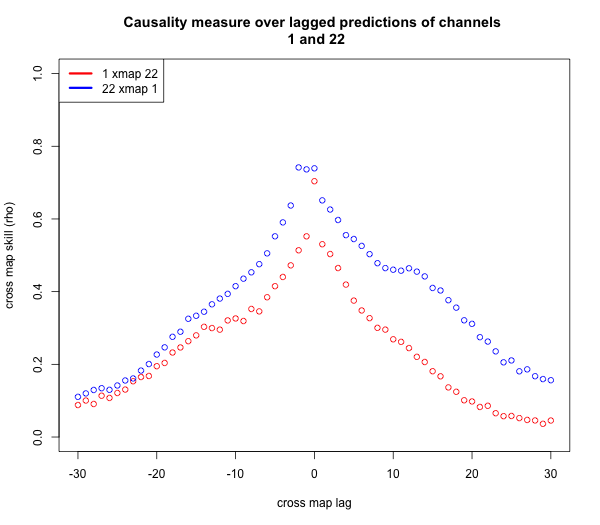 Causality measure over lagged predictions of channels
1 and 22
1 xmap 22
22 xmap 1
cross map skill (rho)
1.0
0.8
0.6
0.4
0.2
0.0
-30 -20 -10 0 10 20 30
cross map lag